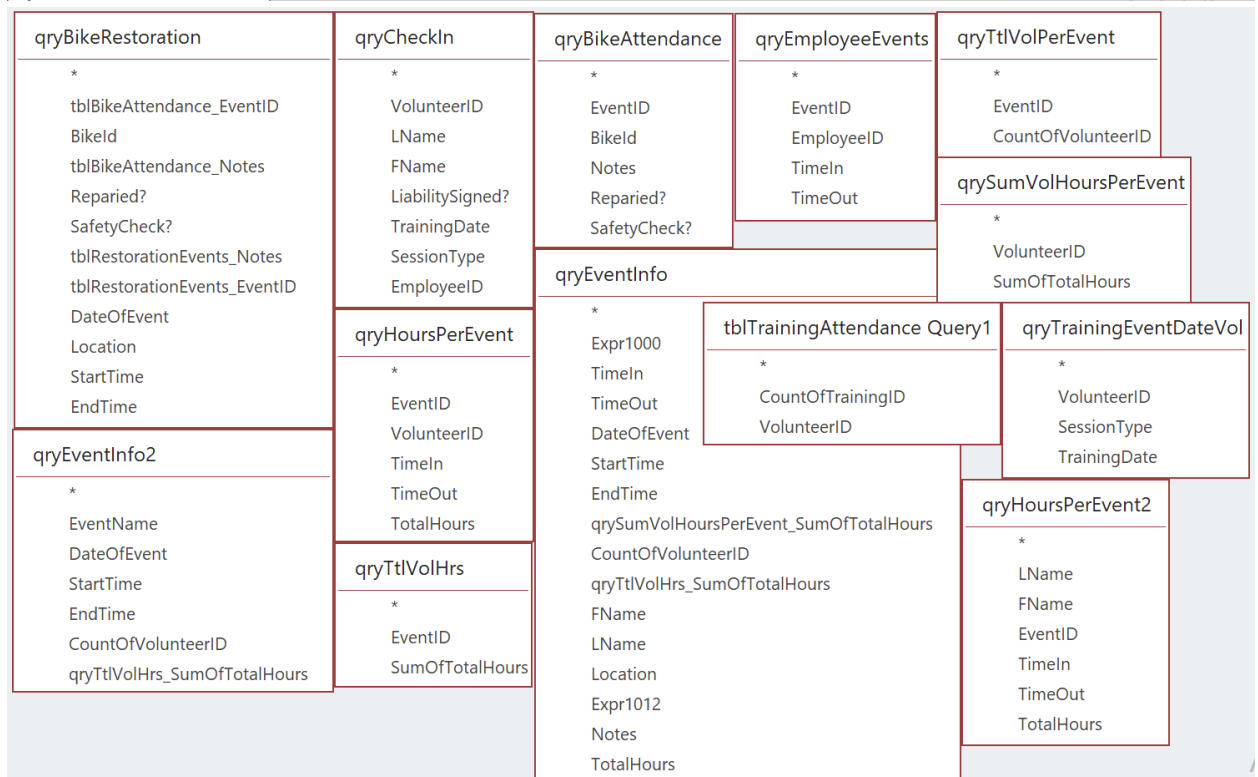 qryBikeRestoration
*
tblBikeAttendance_EventID
BikeId
tblBikeAttendance_Notes
Reparied?
SafetyCheck?
tblRestorationEvents_Notes
tblRestorationEvents_EventID
DateOfEvent
Location
StartTime
EndTime
qryEventInfo2
*
EventName
DateOfEvent
StartTime
EndTime
CountOfVolunteerID
qryTtlVolHrs_SumOfTotalHours
qryCheckIn
*
VolunteerID
LName
FName
LiabilitySigned?
TrainingDate
SessionType
EmployeeID
qryHoursPerEvent
*
EventID
VolunteerID
TimeIn
TimeOut
TotalHours
qryTtlVolHrs
*
EventID
SumOfTotalHours
qryBikeAttendance
*
EventID
BikeId
Notes
Reparied?
SafetyCheck?
qryEmployeeEvents
*
EventID
EmployeeID
TimeIn
TimeOut
qryEventInfo
*
Expr1000
TimeIn
TimeOut
DateOfEvent
StartTime
EndTime
qrySumVolHoursPerEvent_SumOfTotalHours
CountOfVolunteerID
qryTtlVolHrs_SumOfTotalHours
FName
LName
Location
Expr1012
Notes
TotalHours
qryTtlVolPerEvent
*
EventID
CountOfVolunteerID
qrySumVolHoursPerEvent
*
VolunteerID
SumOfTotalHours
tblTrainingAttendance Query1
*
CountOfTrainingID
VolunteerID
qryTrainingEventDateVol
*
VolunteerID
SessionType
TrainingDate
qryHoursPerEvent2
*
LName
FName
EventID
TimeIn
TimeOut
TotalHours